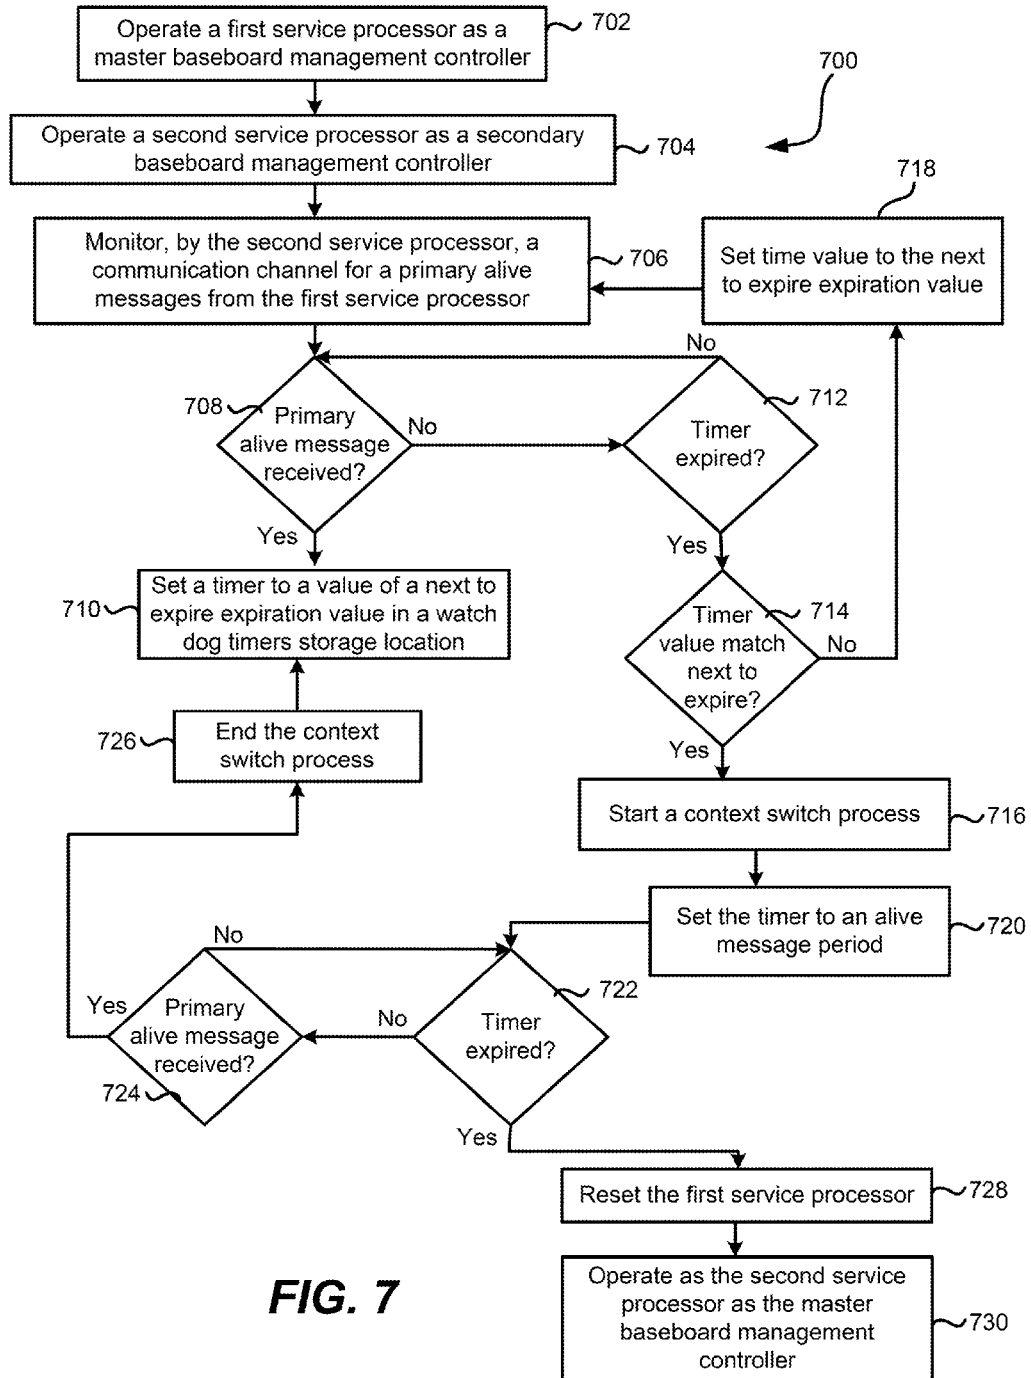 Operate a first service processor as a
master baseboard management controller
702
700
Operate a second service processor as a secondary
baseboard management controller
704
718
Monitor, by the second service processor, a
communication channel for a primary alive
messages from the first service processor
706
Set time value to the next
to expire expiration value
No
708
Primary
alive message
received?
No
712
Timer
expired?
Yes
Yes
710
Set a timer to a value of a next to
expire expiration value in a watch
dog timers storage location
714
Timer
value match
next to
expire?
No
Yes
726
End the context
switch process
Start a context switch process
716
Set the timer to an alive
message period
720
No
722
Yes
Primary
alive message
received?
724
No
Timer
expired?
Yes
Reset the first service processor
728
FIG. 7
Operate as the second service
processor as the master
baseboard management
controller
730